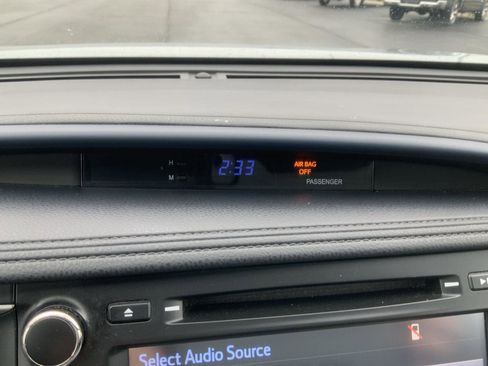 H
2:33
AIR BAG
OFF
M
PASSENGER
Select Audio Source